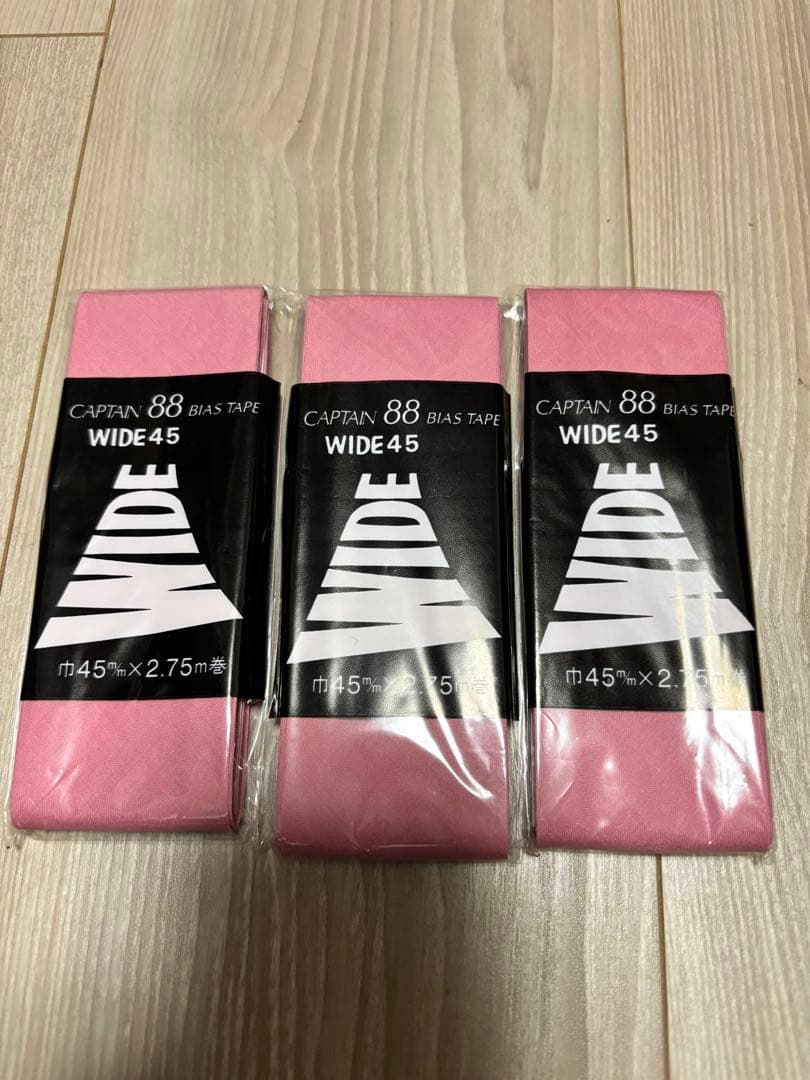 CAPTAIN 88 BIAS TAPE
WIDE45
WIDE
巾45m/m×2.75m巻
CAPTAIN 88 BIAS TAPE
WIDE45
WIDE
巾45m/m×2.75m巻
CAPTAIN 88 BIAS TAPE
WIDE45
WIDE
巾45m/m×2.75m巻